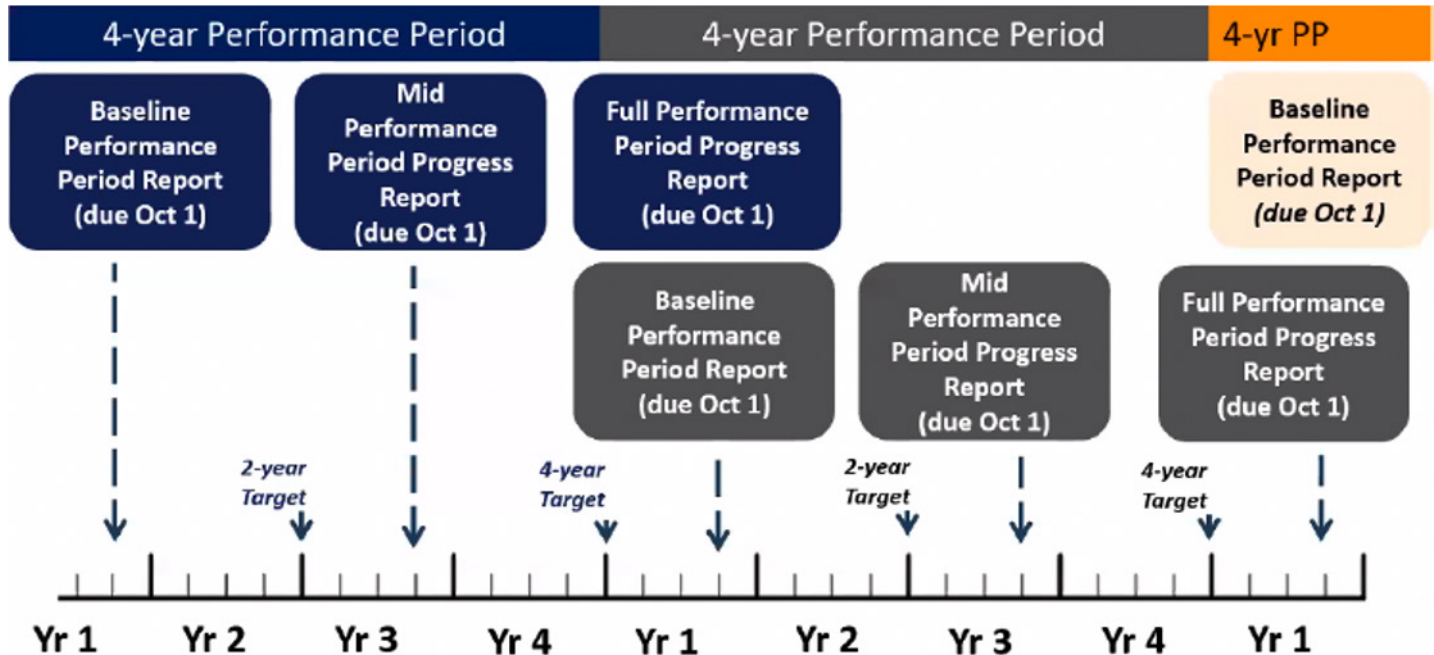 4-year Performance Period
4-year Performance Period
4-yr PP
Baseline
Performance
Period Report
(due Oct 1)
Mid
Performance
Period Progress
Report
(due Oct 1)
Full Performance
Period Progress
Report
(due Oct 1)
Baseline
Performance
Period Report
(due Oct 1)
Baseline
Performance
Period Report
(due Oct 1)
Mid
Performance
Period Progress
Report
(due Oct 1)
Full Performance
Period Progress
Report
(due Oct 1)
2-year
Target
4-year
Target
2-year
Target
4-year
Target
Yr 1
Yr 2
Yr 3
Yr 4
Yr 1
Yr 2
Yr 3
Yr 4
Yr 1